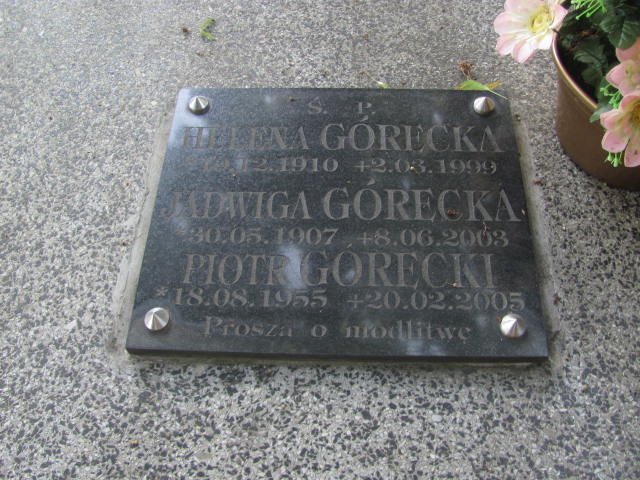 Ś. P.
HELENA GÓRECKA
*19.12.1910 +2.03.1999
JADWIGA GÓRECKA
*30.05.1907 +8.06.2003
PIOTR GÓRECKI
*18.08.1955 +20.02.2005
Proszą o modlitwę